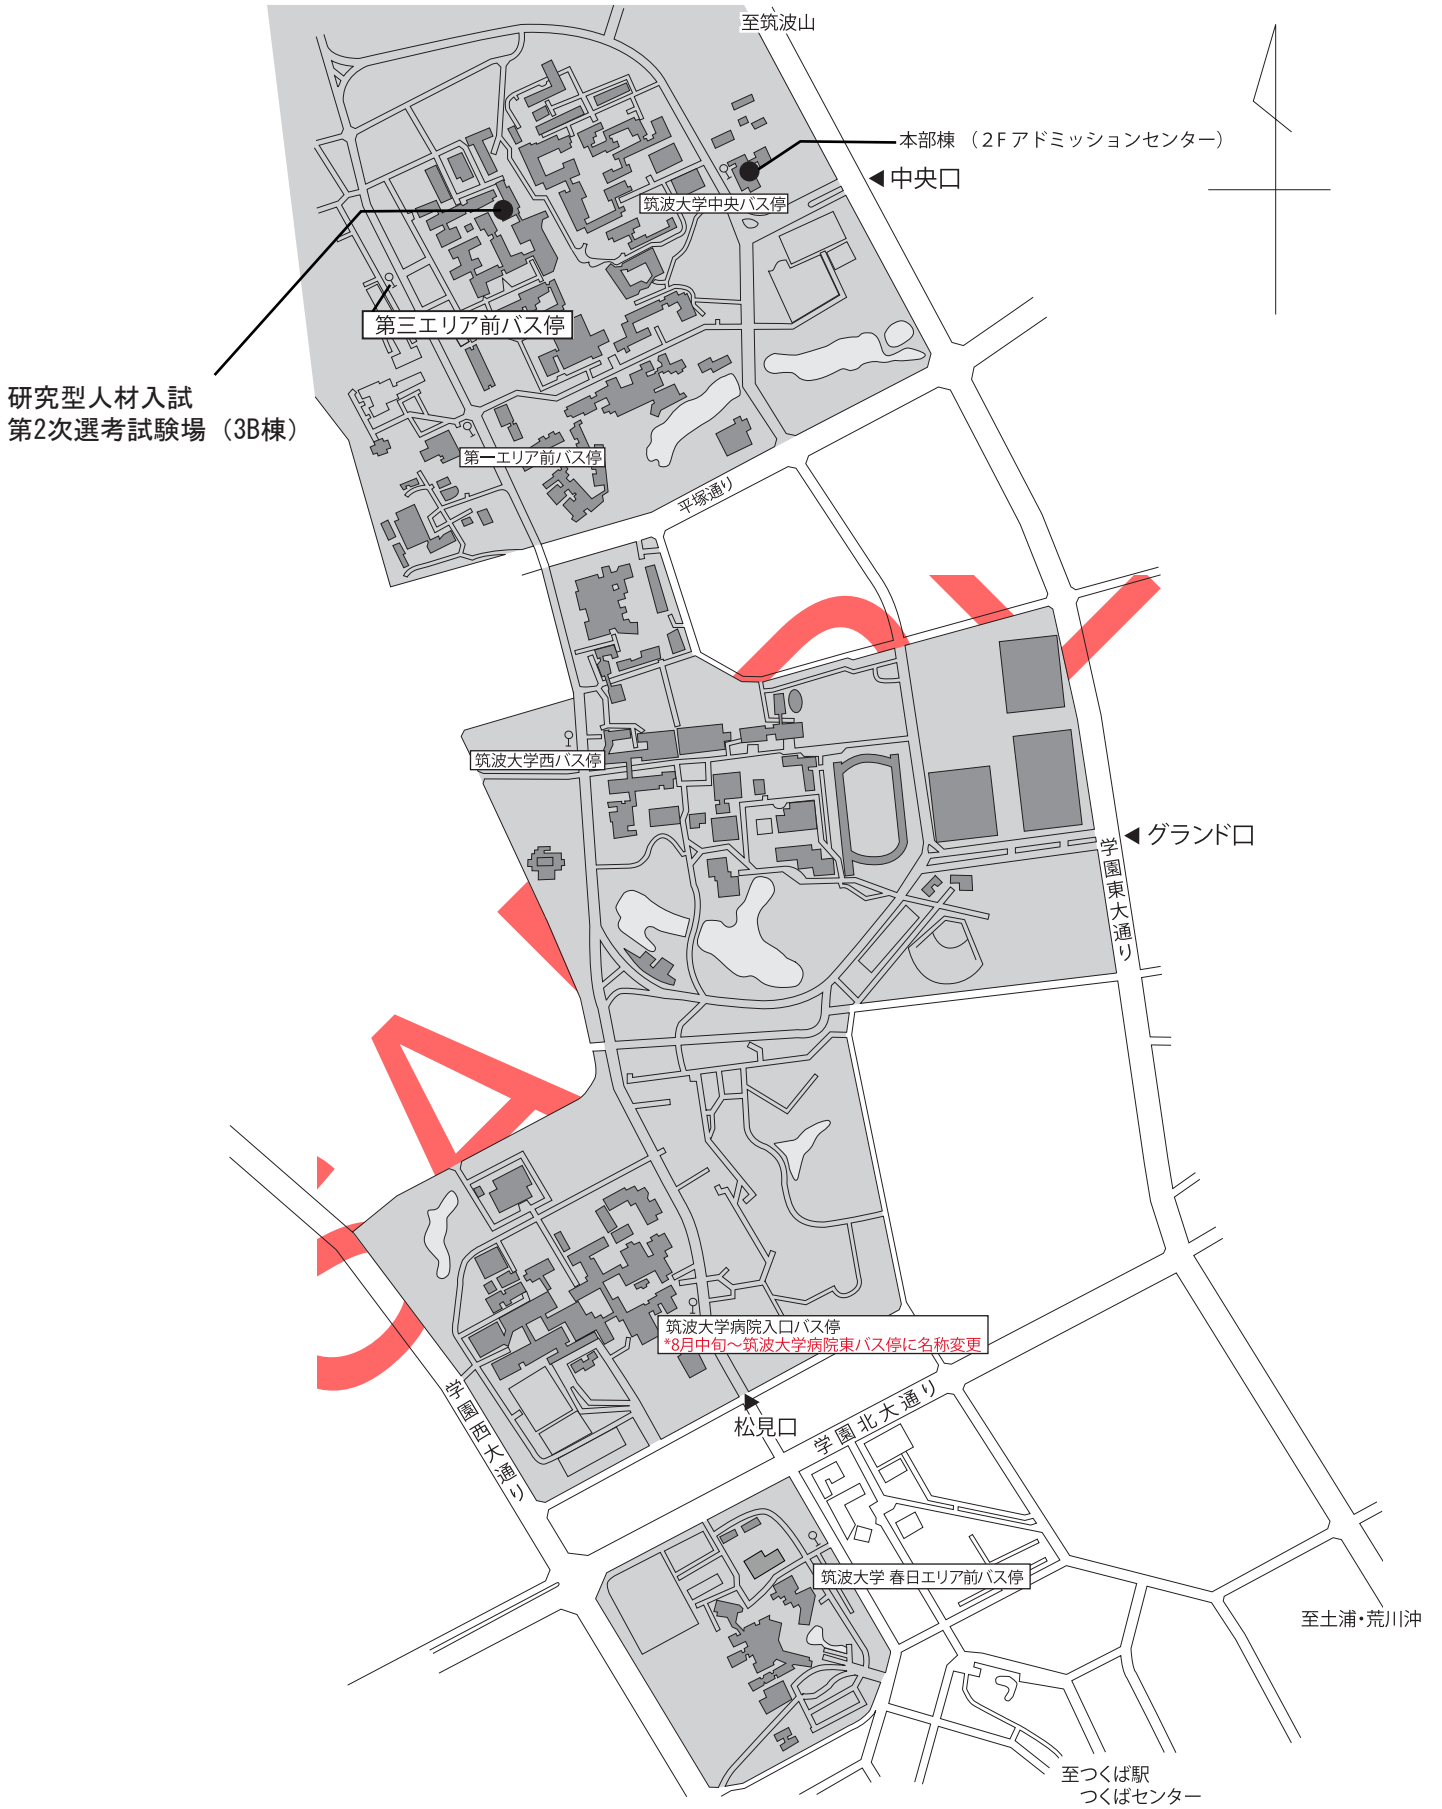 至筑波山
本部棟 （２F アドミッションセンター）
◀中央口
筑波大学中央バス停
第三エリア前バス停
研究型人材入試
第2次選考試験場（3B棟）
第一エリア前バス停
平塚通り
筑波大学西バス停
◀グランド口
学園東大通り
筑波大学病院入口バス停
*8月中旬～筑波大学病院東バス停に名称変更
学園西大通り
松見口
学園北大通り
筑波大学 春日エリア前バス停
至土浦・荒川沖
至つくば駅
つくばセンター